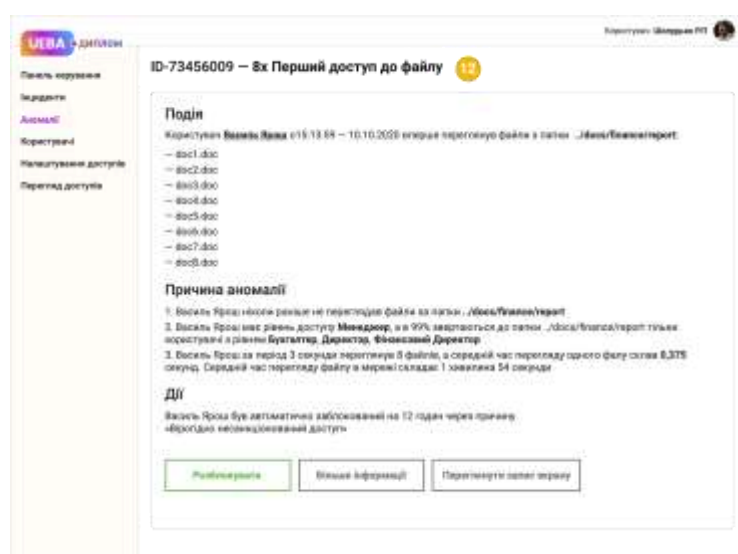 UEBA - диплом
Користувач Шелудько Р.П
Панель керування
Інциденти
Аномалії
Користувачі
Налаштування доступів
Перегляд доступів
ID-73456009 — 8x Перший доступ до файлу 12
Подія
Користувач Василь Ярош о15:13:59 — 10.10.2020 вперше переглянув файли з папки ../docs/finance/report:
— doc1.doc
— doc2.doc
— doc3.doc
— doc4.doc
— doc5.doc
— doc6.doc
— doc7.doc
— doc8.doc
Причина аномалії
1. Василь Ярош ніколи раніше не переглядав файли за папки ../docs/finance/report
2. Василь Ярош має рівень доступу Менеджер, а в 99% звертаються до папки ../docs/finance/report тільки
користувачі з рівнем Бухгалтер, Директор, Фінансовий Директор
3. Василь Ярош за період 3 секунди переглянув 8 файлів, а середній час перегляду одного фалу склав 0,375
секунд. Середній час перегляду файлу в мережі складає 1 хвилина 54 секунди
Дії
Василь Ярош був автоматично заблокований на 12 годин через причину
«Вірогідно несанкціонований доступ»
Розблокувати
Більше інформації
Переглянути запис екрану